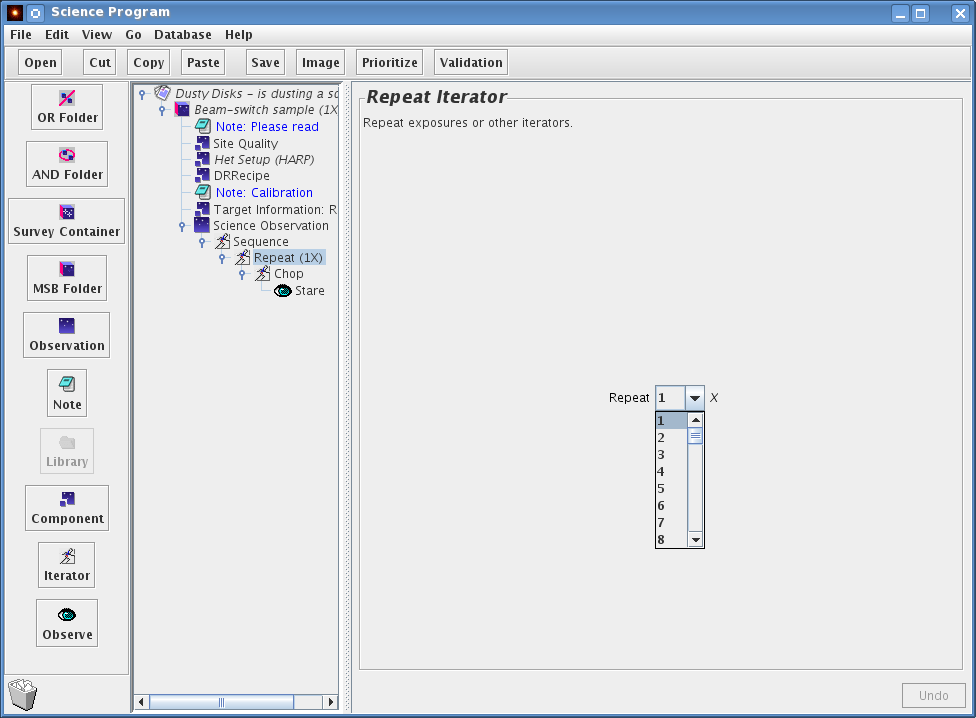 Science Program
File Edit View Go Database Help
Open Cut Copy Paste Save Image Prioritize Validation
OR Folder
AND Folder
Survey Container
MSB Folder
Observation
Note
Library
Component
Iterator
Observe
Dusty Disks - is dusting a sc
Beam-switch sample (1X
Note: Please read
Site Quality
Het Setup (HARP)
DRRecipe
Note: Calibration
Target Information: R
Science Observation
Sequence
Repeat (1X)
Chop
Stare
Repeat Iterator
Repeat exposures or other iterators.
Repeat 1 X
1
2
3
4
5
6
7
8
Undo